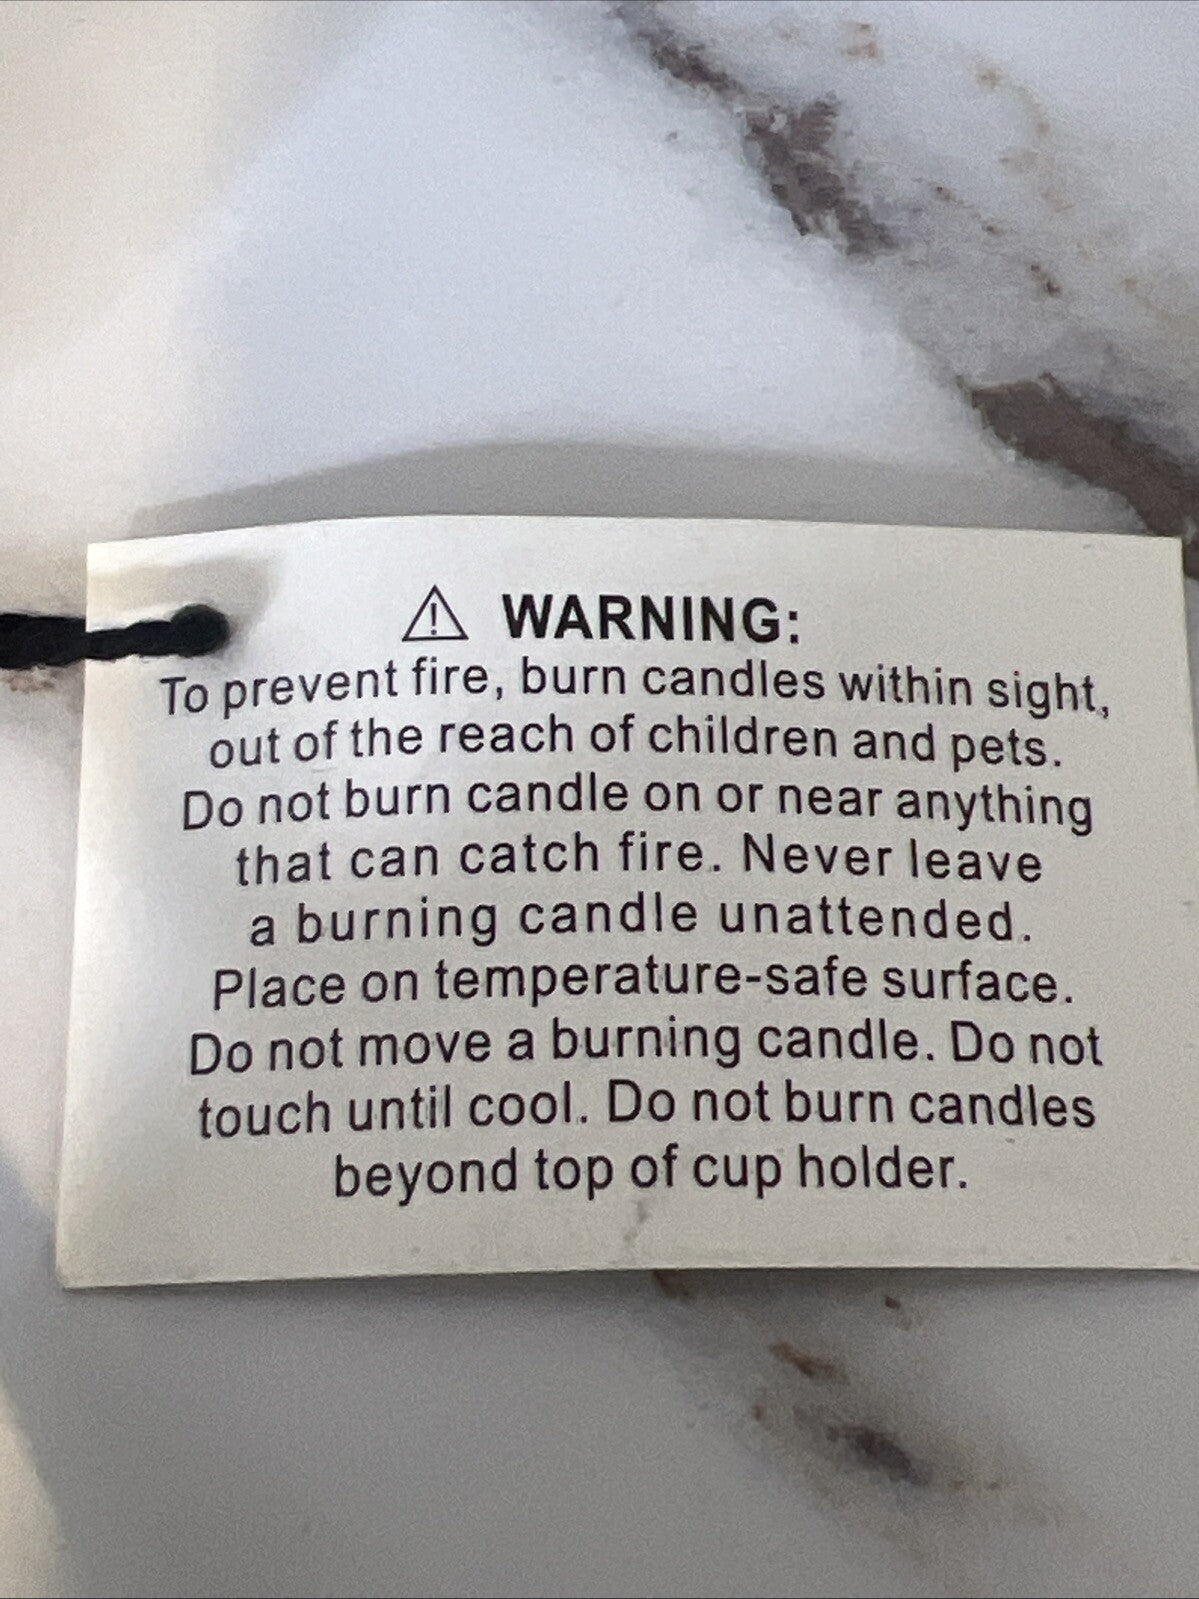 ⚠ WARNING:
To prevent fire, burn candles within sight,
out of the reach of children and pets.
Do not burn candle on or near anything
that can catch fire. Never leave
a burning candle unattended.
Place on temperature-safe surface.
Do not move a burning candle. Do not
touch until cool. Do not burn candles
beyond top of cup holder.